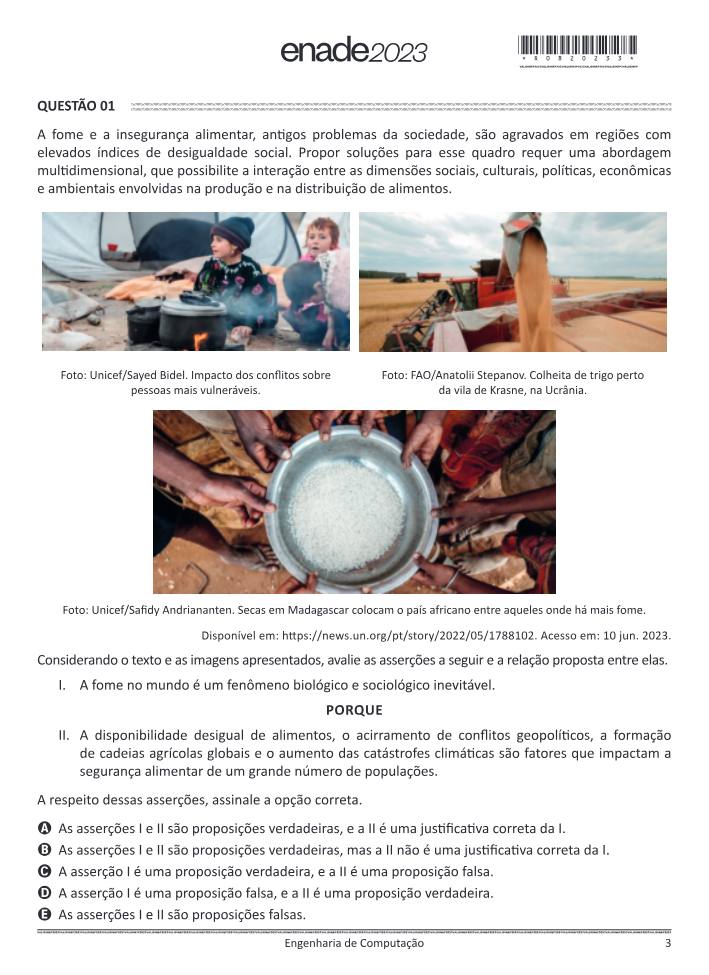 enade2023
*R0820233*
QUESTÃO 01
A fome e a insegurança alimentar, antigos problemas da sociedade, são agravados em regiões com
elevados índices de desigualdade social. Propor soluções para esse quadro requer uma abordagem
multidimensional, que possibilite a interação entre as dimensões sociais, culturais, políticas, econômicas
e ambientais envolvidas na produção e na distribuição de alimentos.
Foto: Unicef/Sayed Bidel. Impacto dos conflitos sobre
pessoas mais vulneráveis.
Foto: FAO/Anatolii Stepanov. Colheita de trigo perto
da vila de Krasne, na Ucrânia.
Foto: Unicef/Safidy Andriananten. Secas em Madagascar colocam o país africano entre aqueles onde há mais fome.
Disponível em: https://news.un.org/pt/story/2022/05/1788102. Acesso em: 10 jun. 2023.
Considerando o texto e as imagens apresentados, avalie as asserções a seguir e a relação proposta entre elas.
I. A fome no mundo é um fenômeno biológico e sociológico inevitável.
PORQUE
II. A disponibilidade desigual de alimentos, o acirramento de conflitos geopolíticos, a formação
de cadeias agrícolas globais e o aumento das catástrofes climáticas são fatores que impactam a
segurança alimentar de um grande número de populações.
A respeito dessas asserções, assinale a opção correta.
A As asserções I e II são proposições verdadeiras, e a II é uma justificativa correta da I.
B As asserções I e II são proposições verdadeiras, mas a II não é uma justificativa correta da I.
C A asserção I é uma proposição verdadeira, e a II é uma proposição falsa.
D A asserção I é uma proposição falsa, e a II é uma proposição verdadeira.
E As asserções I e II são proposições falsas.
Engenharia de Computação
3